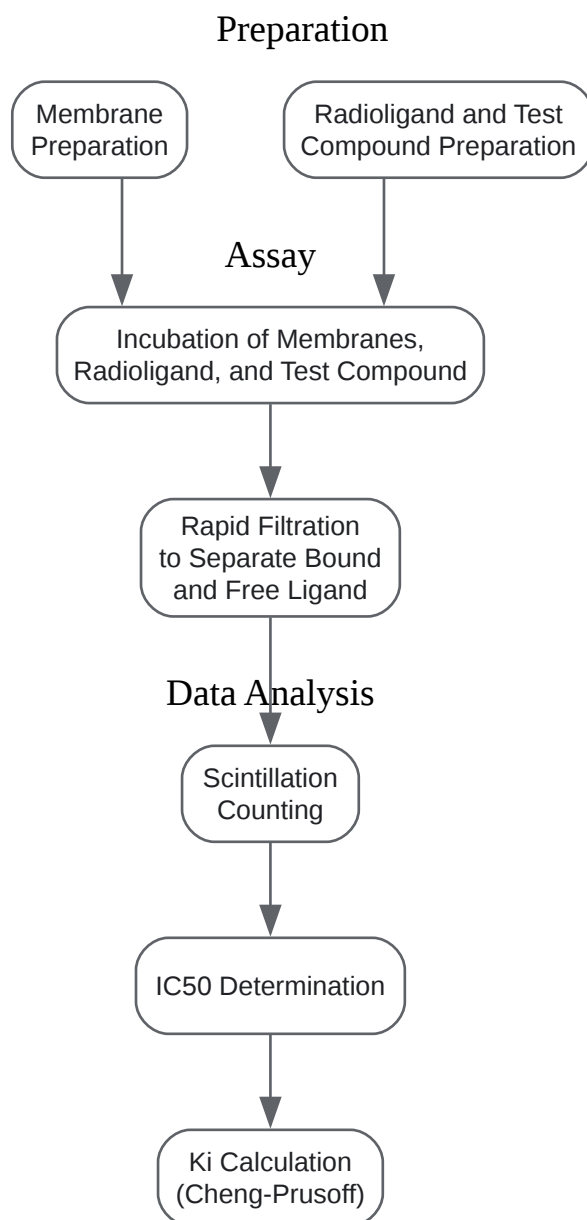 Preparation
Membrane
Preparation
Radioligand and Test
Compound Preparation
Assay
Incubation of Membranes,
Radioligand, and Test Compound
Rapid Filtration
to Separate Bound
and Free Ligand
Data Analysis
Scintillation
Counting
IC50 Determination
Ki Calculation
(Cheng-Prusoff)